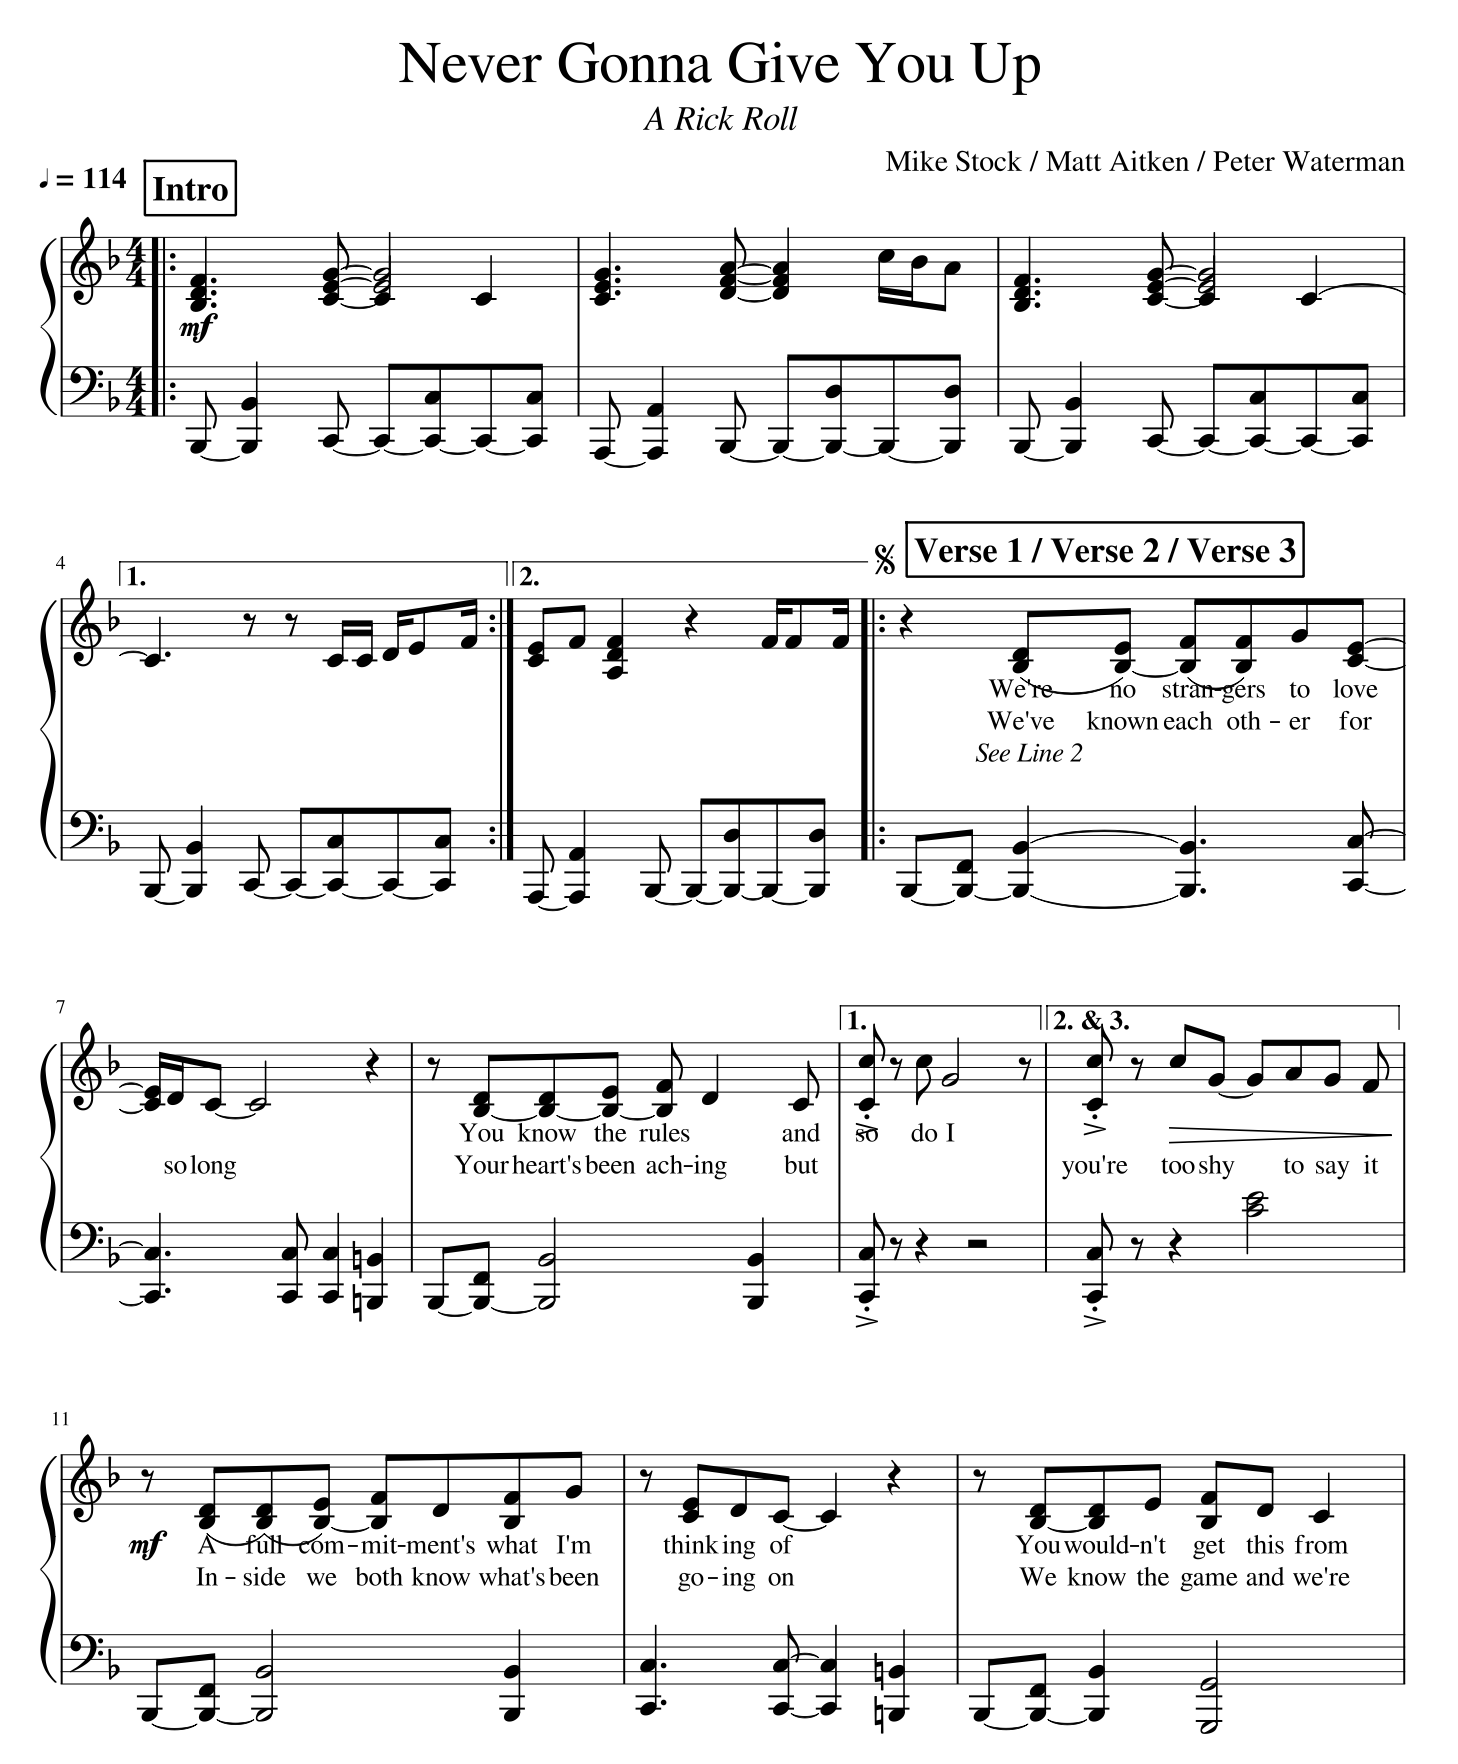 Never Gonna Give You Up
A Rick Roll
Mike Stock / Matt Aitken / Peter Waterman
♩ = 114 Intro
mf
4 1. 2. Verse 1 / Verse 2 / Verse 3
We're no stran-gers to love
We've known each oth - er for
See Line 2
7 1. 2. & 3.
You know the rules and so do I
so long Your heart's been ach-ing but you're too shy to say it
11
mf A full com-mit-ment's what I'm think ing of You would-n't get this from
In - side we both know what's been go - ing on We know the game and we're